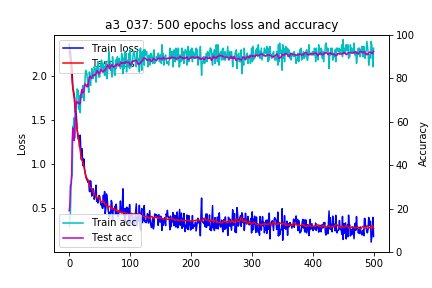 a3_037: 500 epochs loss and accuracy
Train loss
Test loss
Train acc
Test acc
Loss
2.0
1.5
1.0
0.5
Accuracy
100
80
60
40
20
0
0 100 200 300 400 500